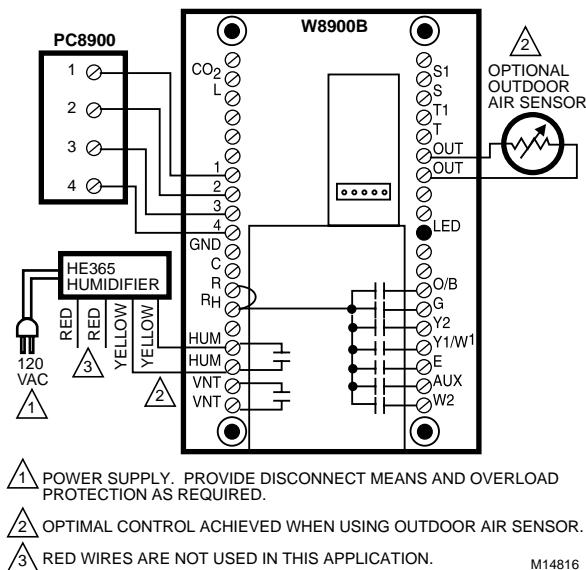 W8900B
PC8900
1
2
3
4
CO2
L
1
2
3
4
GND
C
R
RH
HUM
HUM
VNT
VNT
S1
S
T1
T
OUT
OUT
LED
O/B
G
Y2
Y1/W1
E
AUX
W2
2
OPTIONAL
OUTDOOR
AIR SENSOR
HE365
HUMIDIFIER
RED
RED
YELLOW
YELLOW
120
VAC
1
3
2
1 POWER SUPPLY. PROVIDE DISCONNECT MEANS AND OVERLOAD
PROTECTION AS REQUIRED.
2 OPTIMAL CONTROL ACHIEVED WHEN USING OUTDOOR AIR SENSOR.
3 RED WIRES ARE NOT USED IN THIS APPLICATION.
M14816